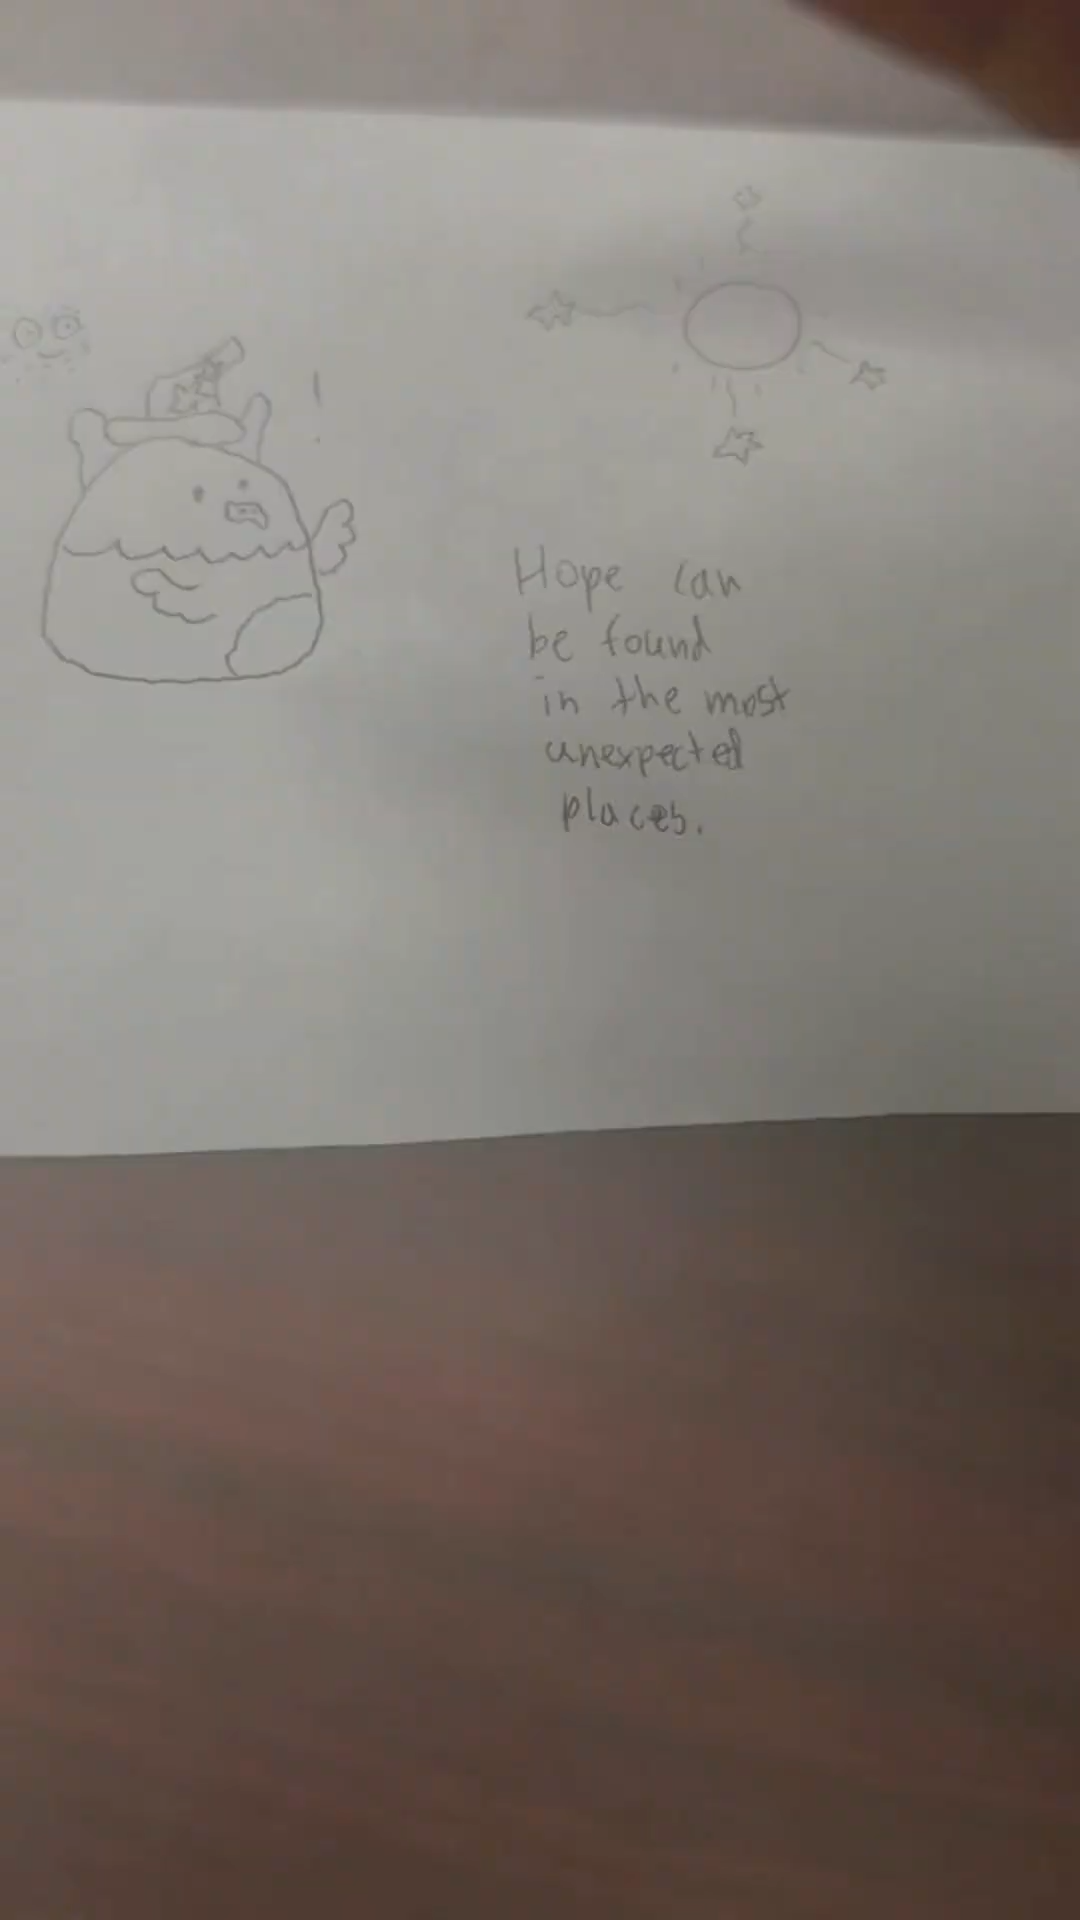 !
Hope can
be found
in the most
unexpected
places.